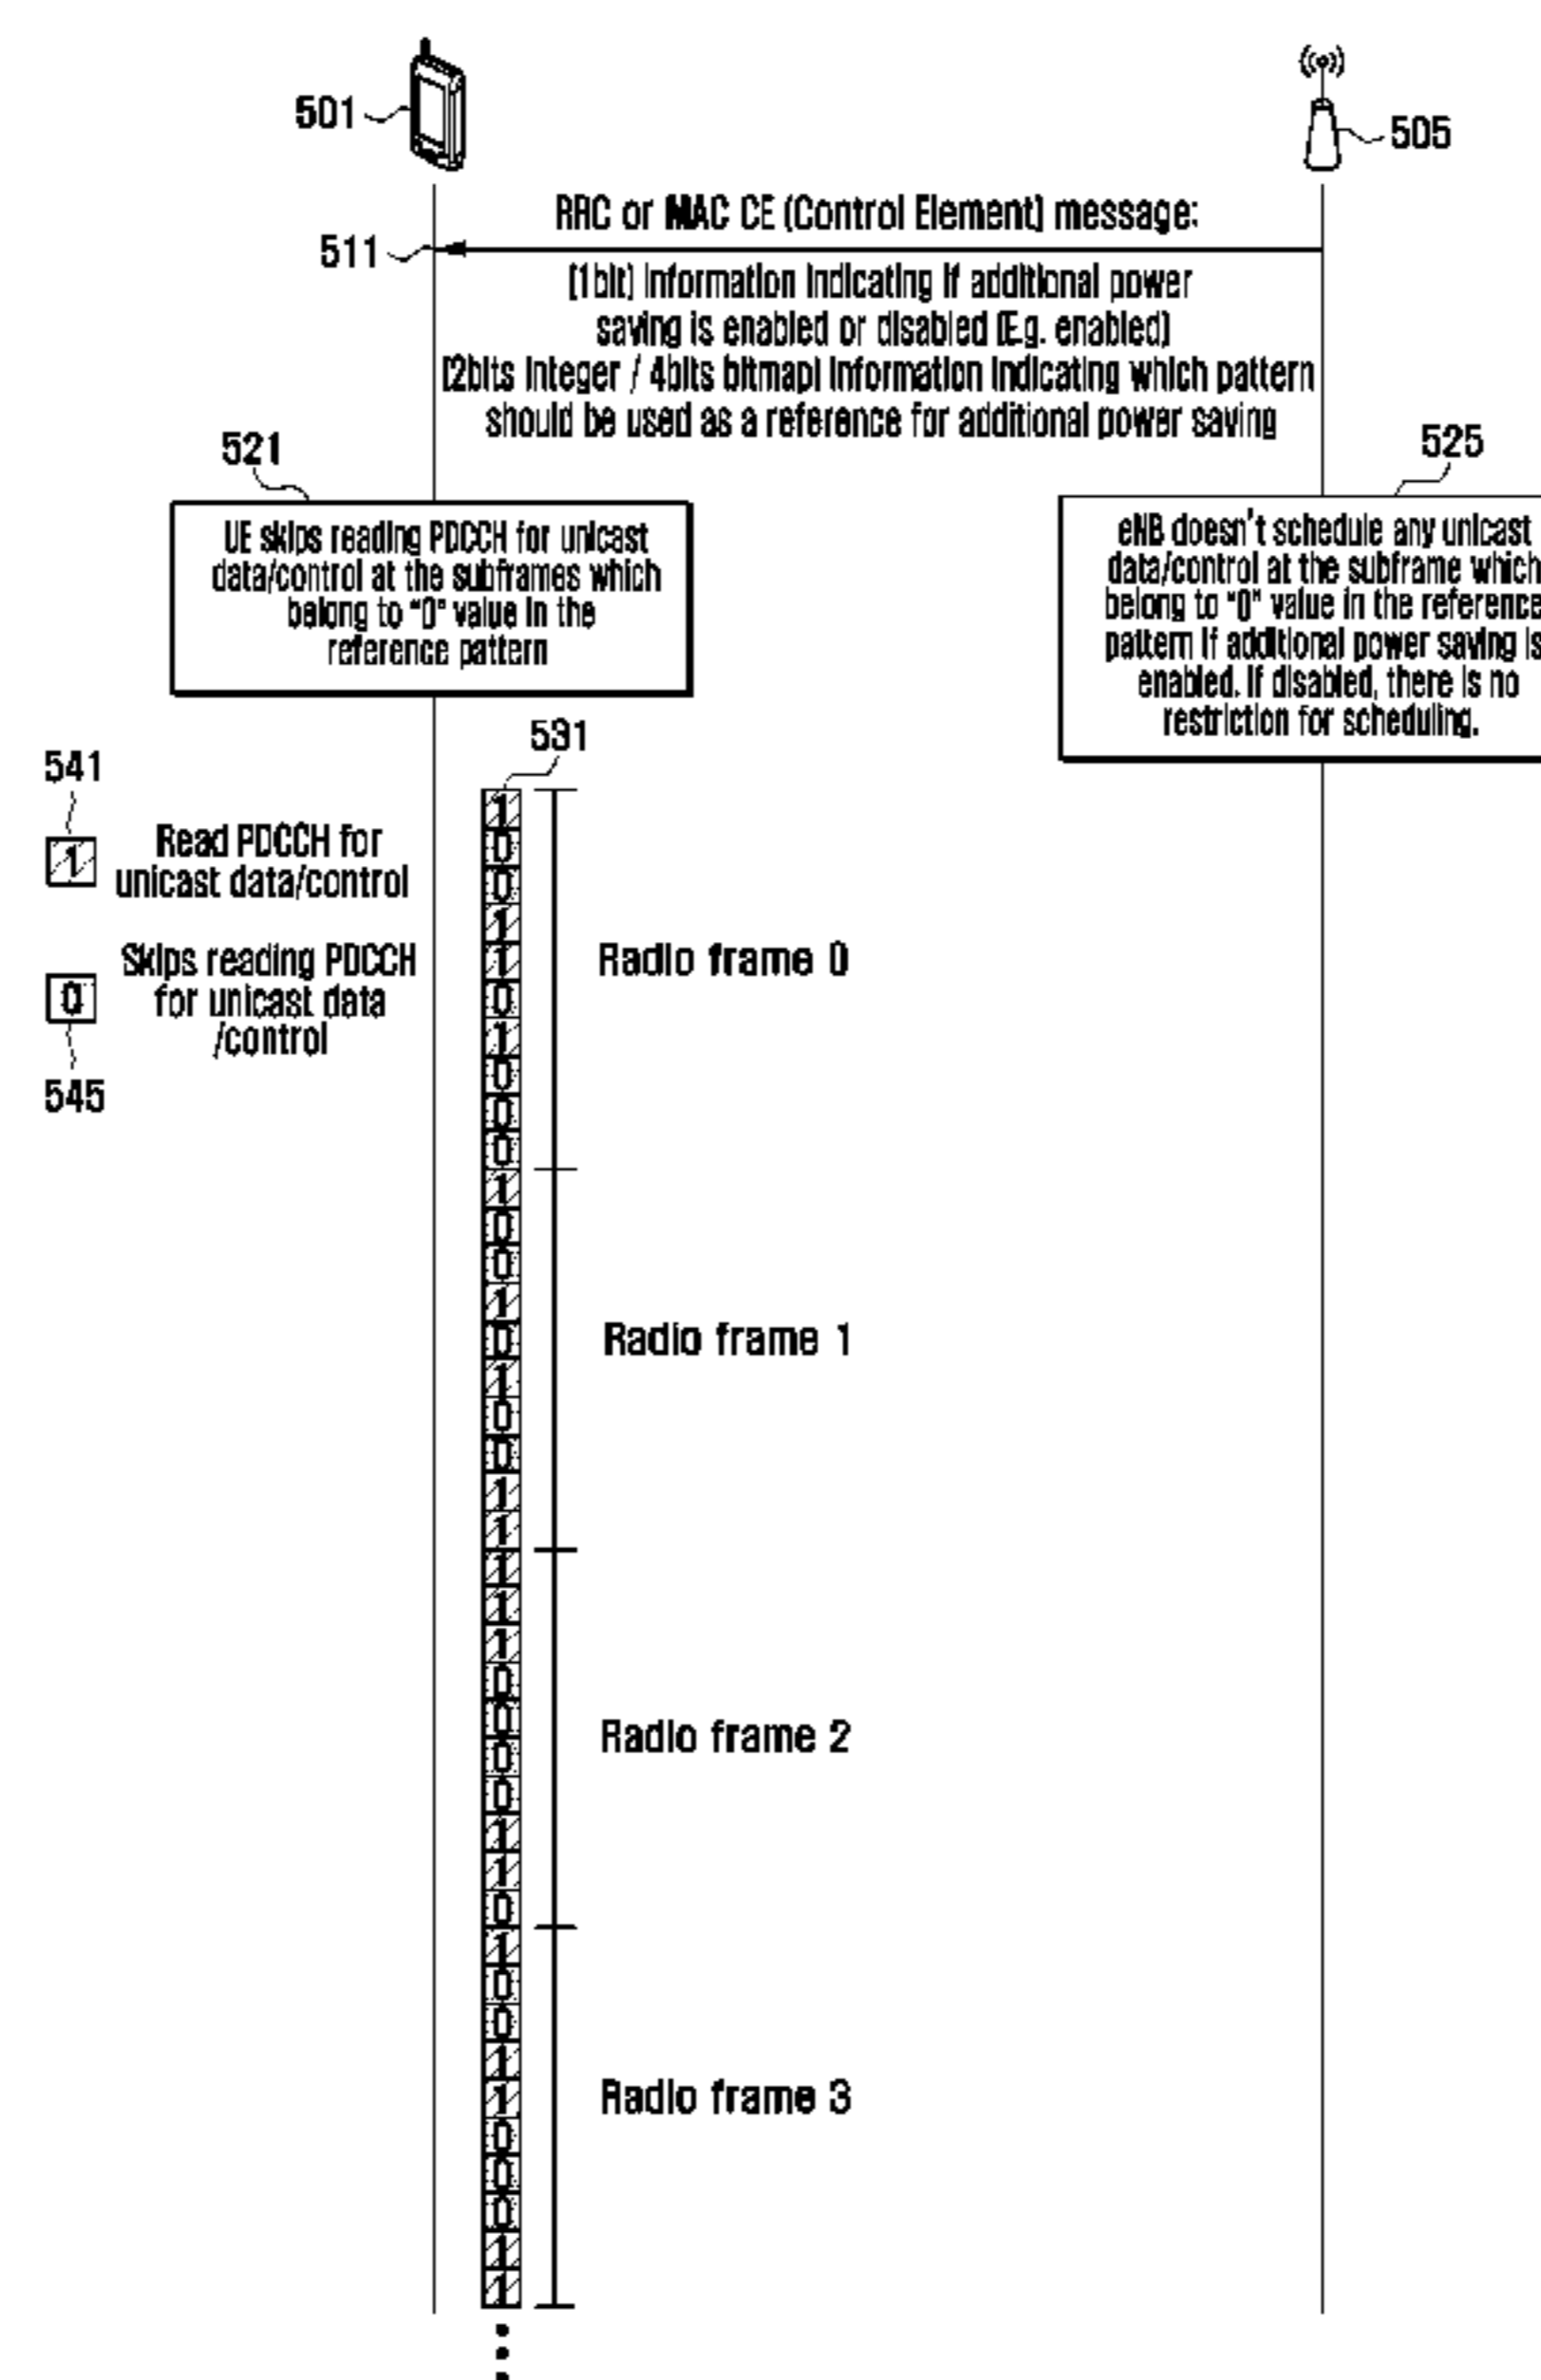 501
505
RRC or MAC CE (Control Element) message:
511
[1bit] Information indicating if additional power
saving is enabled or disabled (E.g. enabled)
[2bits integer / 4bits bitmap] information indicating which pattern
should be used as a reference for additional power saving
521
525
UE skips reading PDCCH for unicast
data/control at the subframes which
belong to "0" value in the
reference pattern
eNB doesn't schedule any unicast
data/control at the subframe which
belong to "0" value in the reference
pattern if additional power saving is
enabled. If disabled, there is no
restriction for scheduling.
531
541
1
Read PDCCH for
unicast data/control
0
Skips reading PDCCH
for unicast data
/control
545
1
0
0
1
1
0
1
0
0
0
Radio frame 0
1
0
0
1
0
1
0
0
1
1
Radio frame 1
1
1
1
0
0
0
0
1
1
0
Radio frame 2
1
0
0
1
1
0
0
0
1
1
Radio frame 3